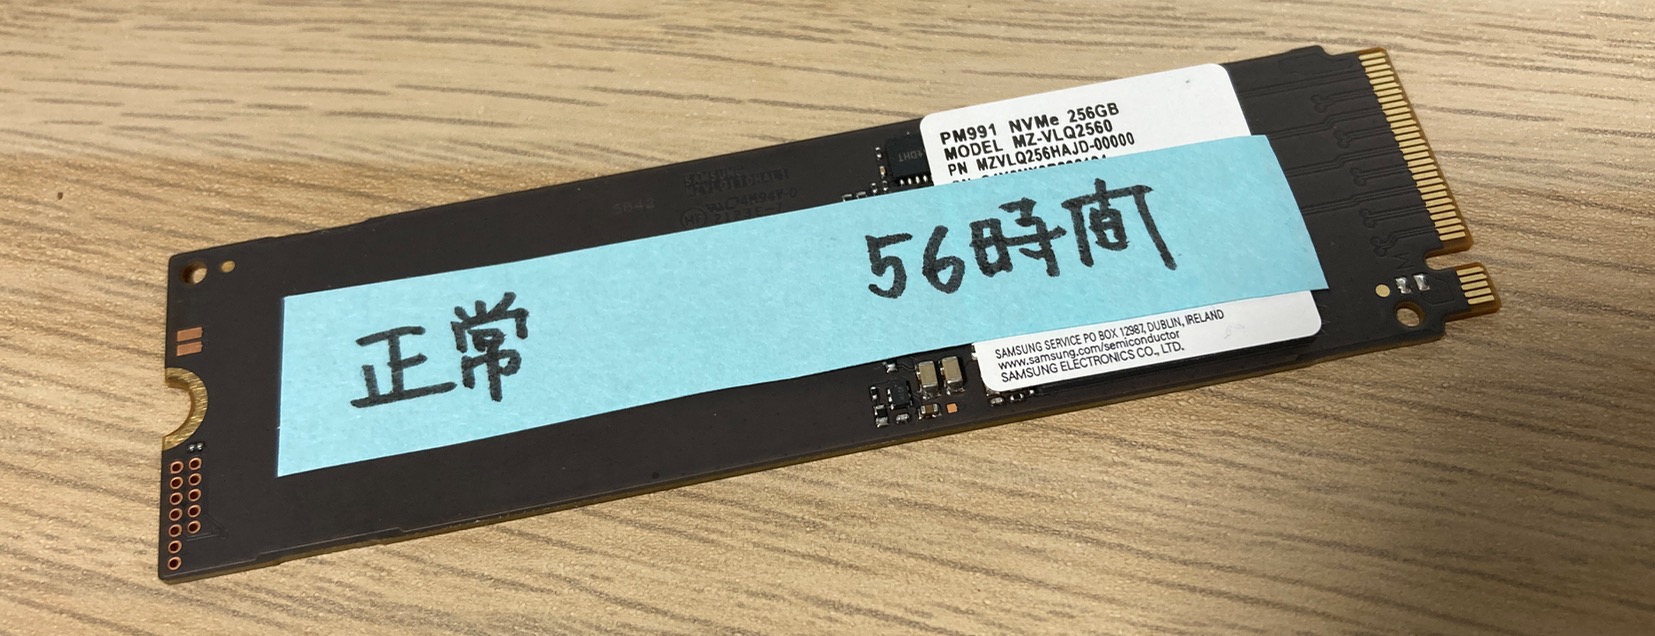 PM991 NVMe 256GB
MODEL MZ-VLQ2560
PN MZVLQ256HAJD-00000
正常 56時間
SAMSUNG SERVICE PO BOX 12987, DUBLIN, IRELAND
www.samsung.com/semiconductor
SAMSUNG ELECTRONICS CO., LTD.